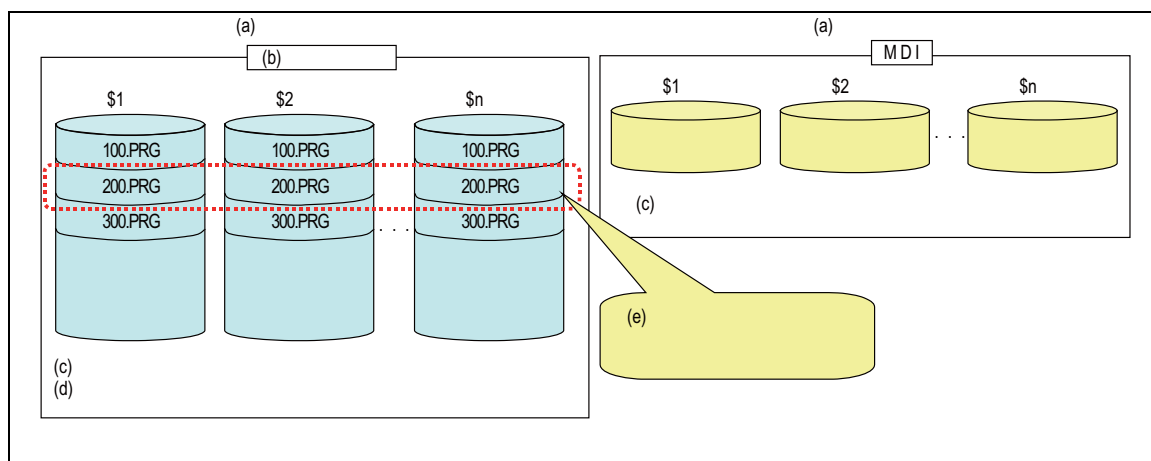 (a)
(b)
$1 $2 $n
100.PRG 100.PRG 100.PRG
200.PRG 200.PRG 200.PRG
300.PRG 300.PRG . . . 300.PRG
(c)
(d)
(a)
MDI
$1 $2 $n
. . .
(c)
(e)